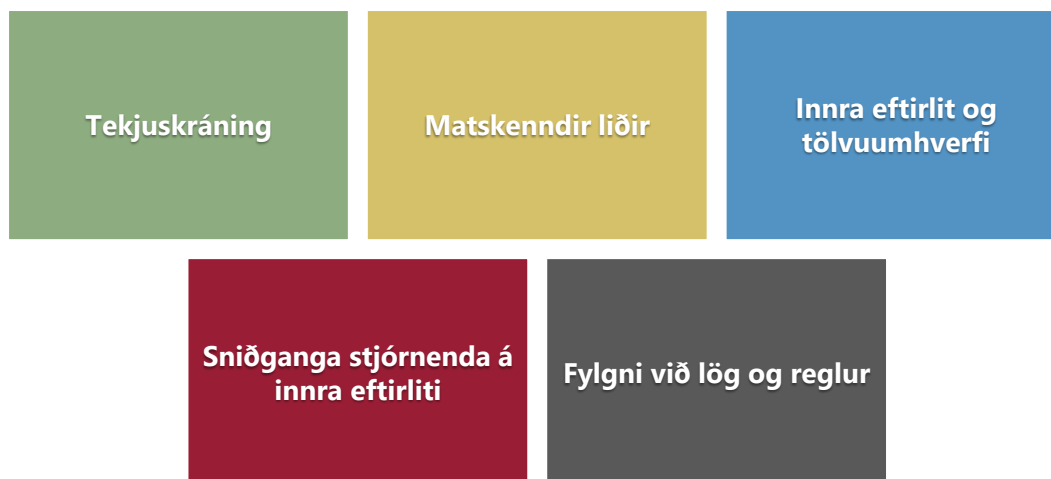 Tekjuskráning
Matskenndir liðir
Innra eftirlit og
tölvuumhverfi
Sniðganga stjórnenda á
innra eftirliti
Fylgni við lög og reglur